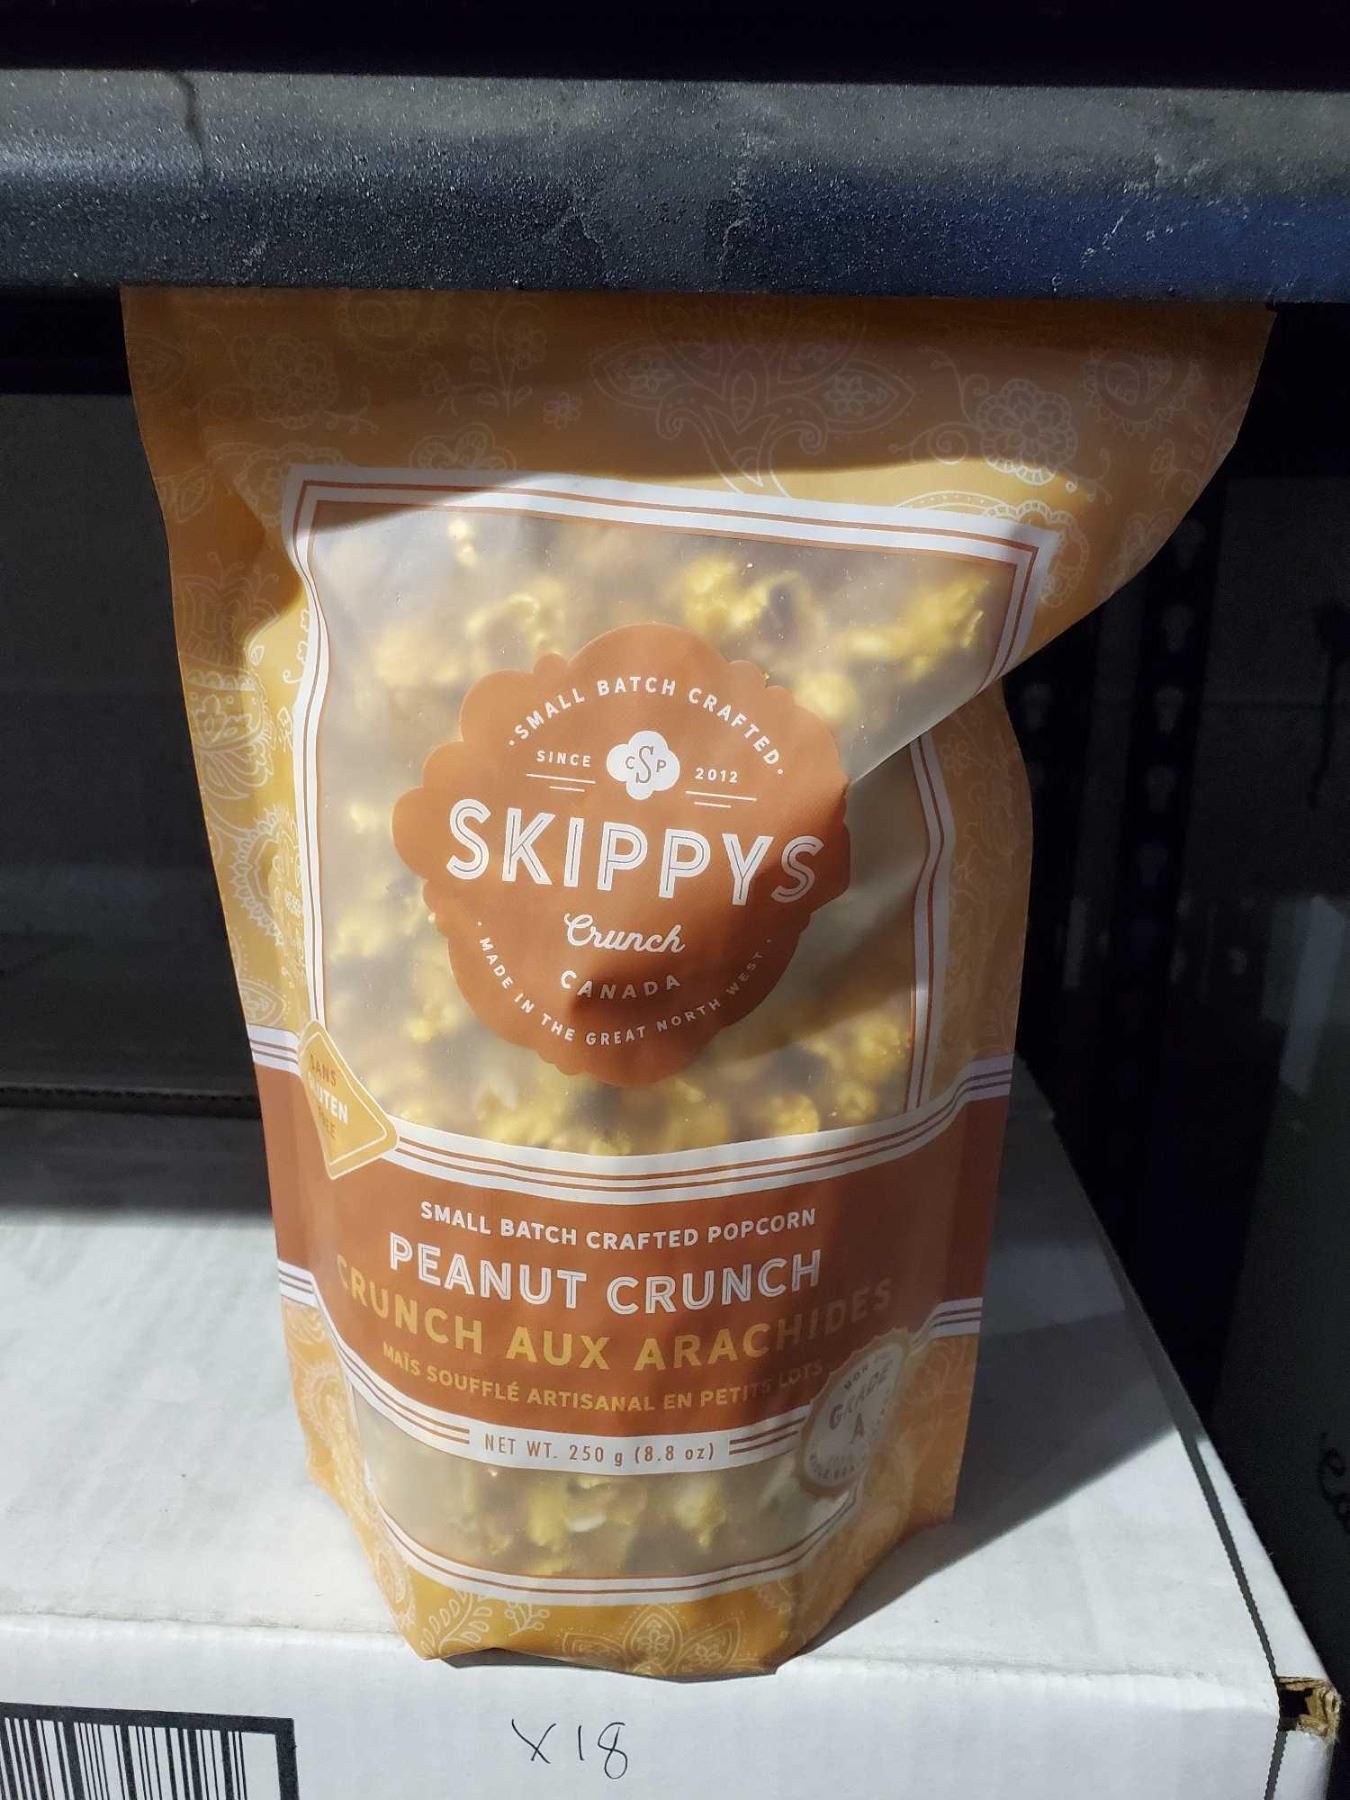 SMALL BATCH CRAFTED
SINCE CSP 2012
SKIPPYS
Crunch
CANADA
MADE IN THE GREAT NORTH WEST
SANS
GLUTEN
FREE
SMALL BATCH CRAFTED POPCORN
PEANUT CRUNCH
CRUNCH AUX ARACHIDES
MAÏS SOUFFLÉ ARTISANAL EN PETITS LOTS
NET WT. 250 g (8.8 oz)
GRADE
A
X18